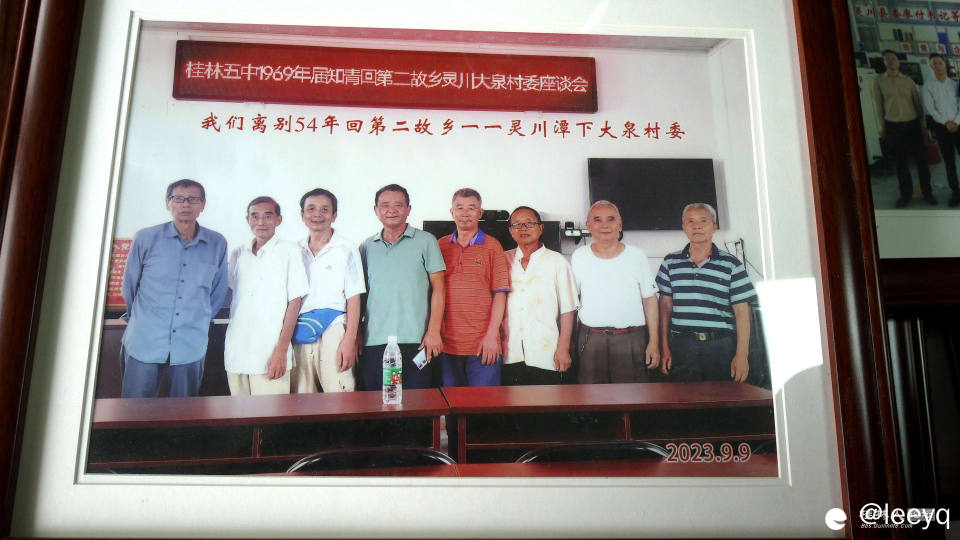 桂林五中1969年届知青回第二故乡灵川大泉村委座谈会
我们离别54年回第二故乡一一灵川潭下大泉村委
2023.9.9
@leeyq